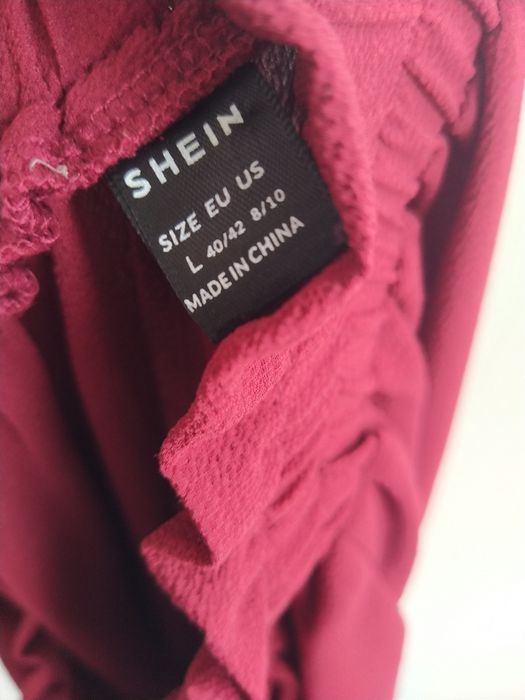 SHEIN
SIZE EU US
L 40/42 8/10
MADE IN CHINA